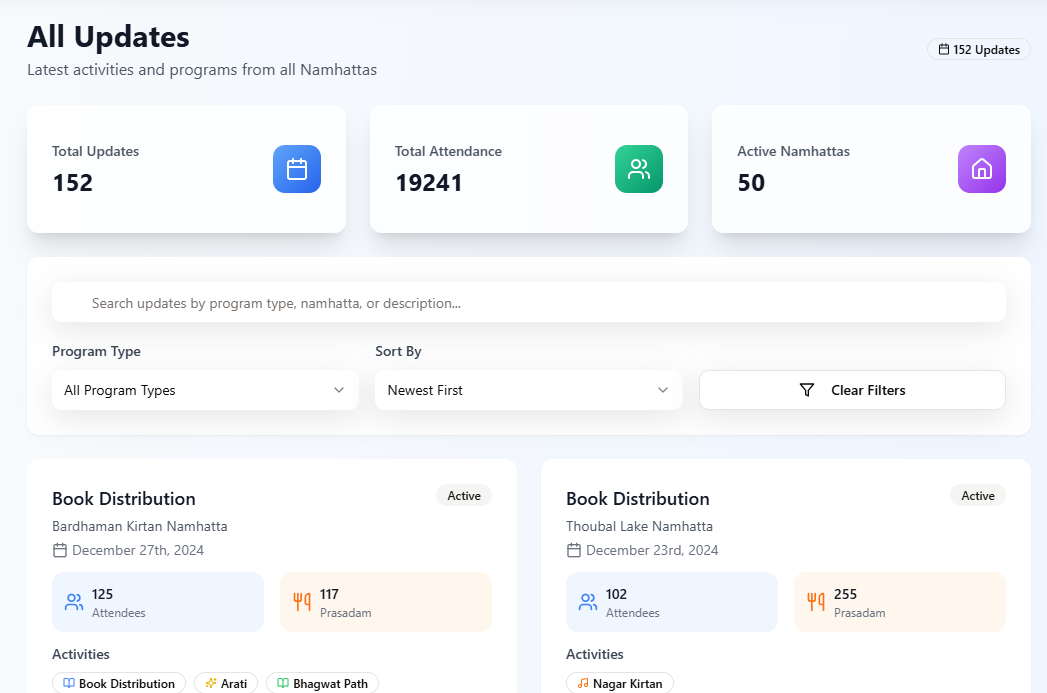 All Updates
Latest activities and programs from all Namhattas
152 Updates
Total Updates
152
Total Attendance
19241
Active Namhattas
50
Search updates by program type, namhatta, or description...
Program Type
All Program Types
Sort By
Newest First
Clear Filters
Book Distribution
Active
Bardhaman Kirtan Namhatta
December 27th, 2024
125
Attendees
117
Prasadam
Activities
Book Distribution
Arati
Bhagwat Path
Book Distribution
Active
Thoubal Lake Namhatta
December 23rd, 2024
102
Attendees
255
Prasadam
Activities
Nagar Kirtan